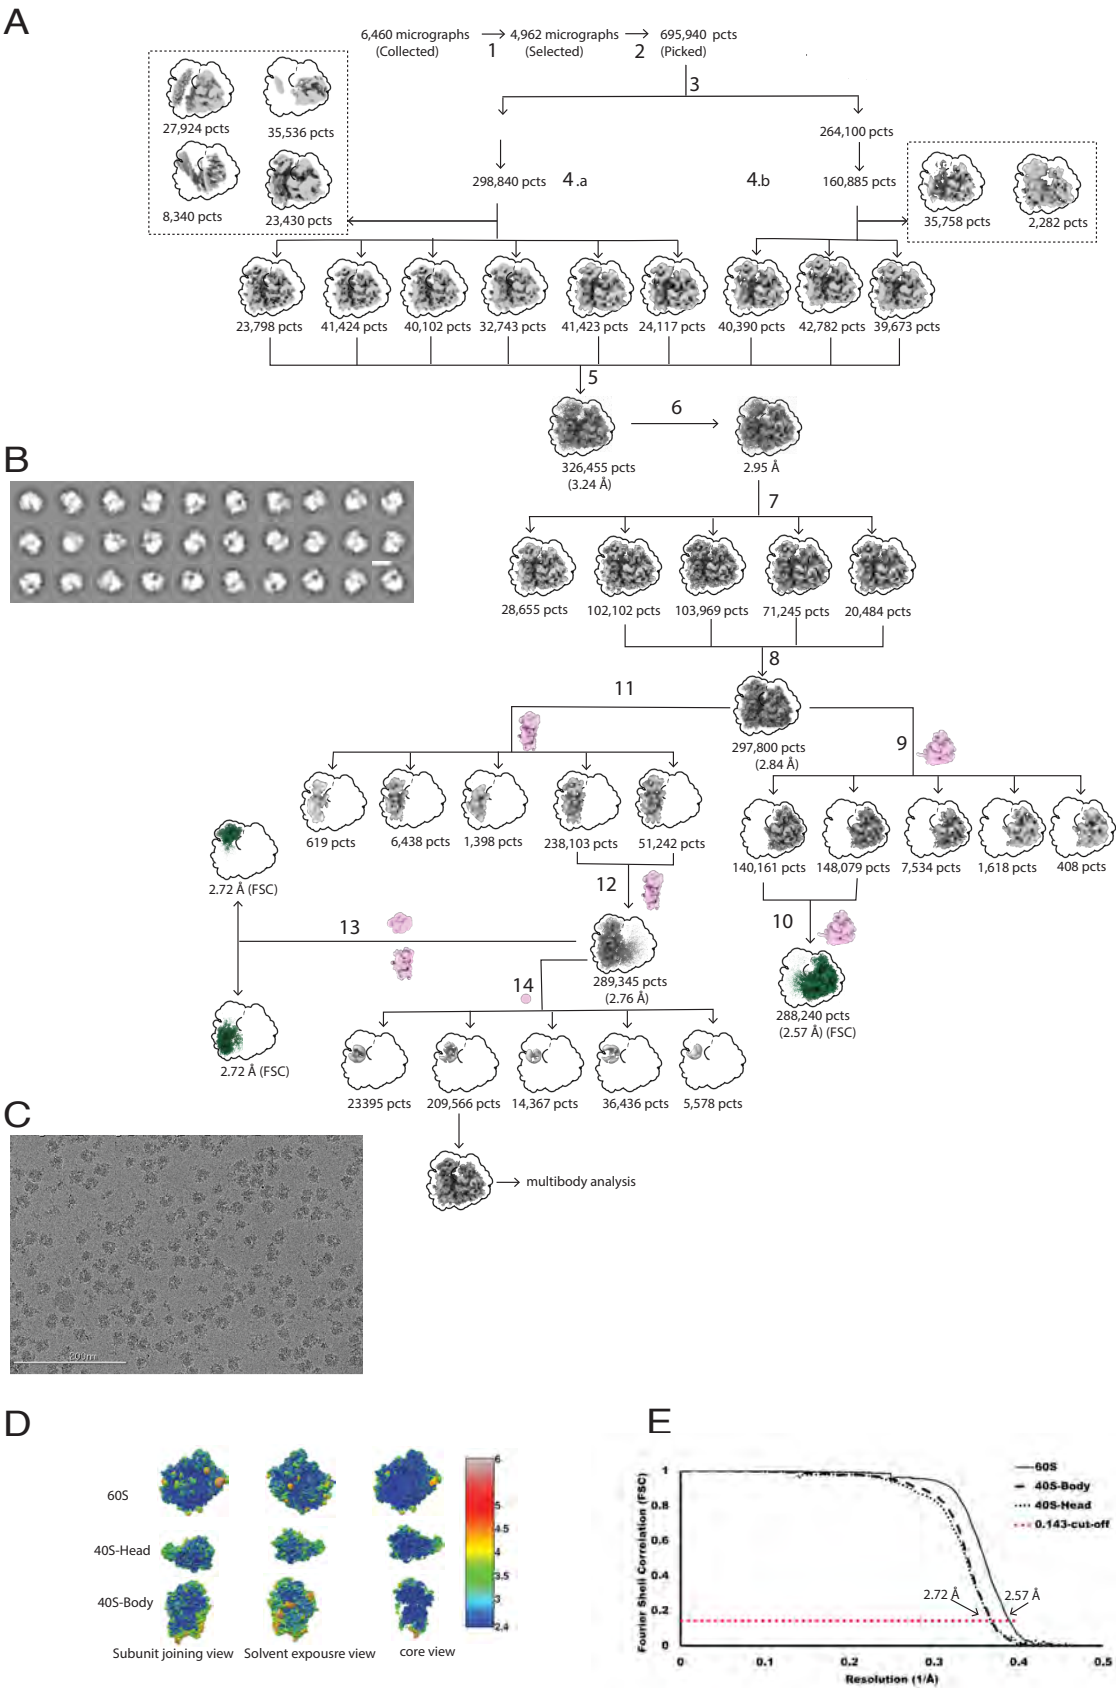 A
6,460 micrographs
(Collected)
1
4,962 micrographs
(Selected)
2
695,940 pcts
(Picked)
3
27,924 pcts
35,536 pcts
8,340 pcts
23,430 pcts
298,840 pcts
4.a
264,100 pcts
4.b
160,885 pcts
35,758 pcts
2,282 pcts
23,798 pcts
41,424 pcts
40,102 pcts
32,743 pcts
41,423 pcts
24,117 pcts
40,390 pcts
42,782 pcts
39,673 pcts
5
6
326,455 pcts
(3.24 Å)
2.95 Å
7
B
28,655 pcts
102,102 pcts
103,969 pcts
71,245 pcts
20,484 pcts
8
11
297,800 pcts
(2.84 Å)
9
619 pcts
6,438 pcts
1,398 pcts
238,103 pcts
51,242 pcts
140,161 pcts
148,079 pcts
7,534 pcts
1,618 pcts
408 pcts
2.72 Å (FSC)
12
10
13
289,345 pcts
(2.76 Å)
14
288,240 pcts
(2.57 Å) (FSC)
2.72 Å (FSC)
23395 pcts
209,566 pcts
14,367 pcts
36,436 pcts
5,578 pcts
multibody analysis
C
D
60S
40S-Head
40S-Body
Subunit joining view
Solvent expousre view
core view
6
5
4.5
4
3.5
3
2.4
E
Fourier Shell Correlation (FSC)
1
0.8
0.6
0.4
0.2
0
60S
40S-Body
40S-Head
0.143-cut-off
2.72 Å
2.57 Å
0
0.1
0.2
0.3
0.4
0.5
Resolution (1/Å)